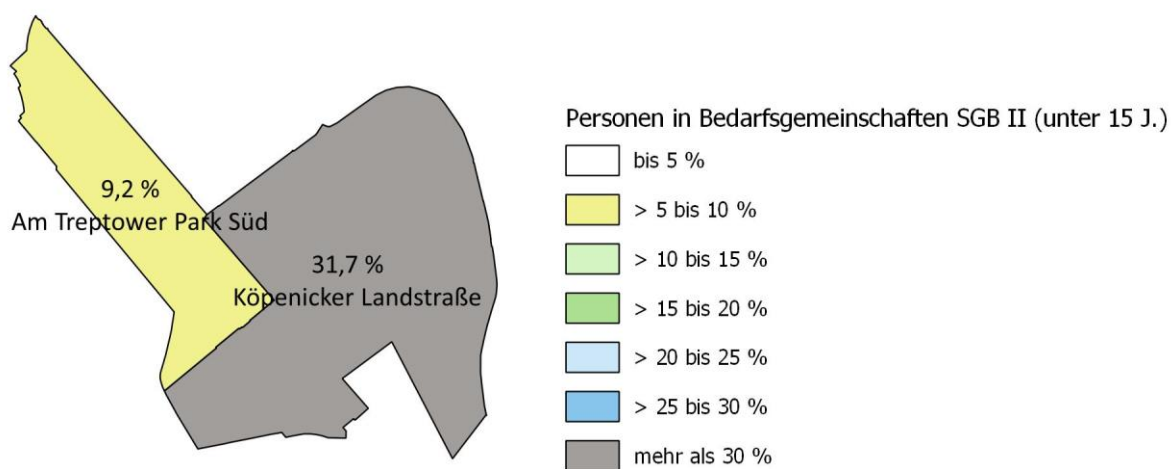 9,2 %
Am Treptower Park Süd
31,7 %
Köpenicker Landstraße
Personen in Bedarfsgemeinschaften SGB II (unter 15 J.)
bis 5 %
> 5 bis 10 %
> 10 bis 15 %
> 15 bis 20 %
> 20 bis 25 %
> 25 bis 30 %
mehr als 30 %